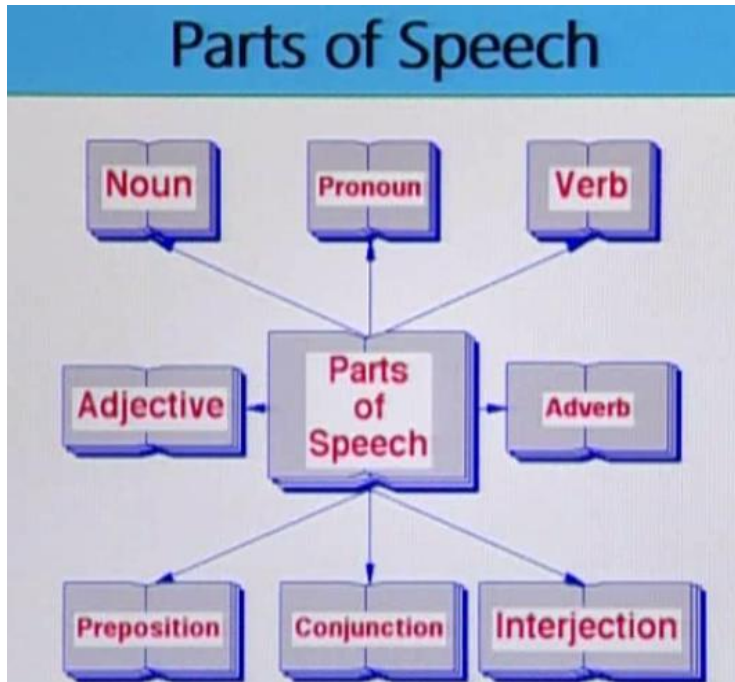 Parts of Speech
Noun
Pronoun
Verb
Adjective
Parts
of
Speech
Adverb
Preposition
Conjunction
Interjection